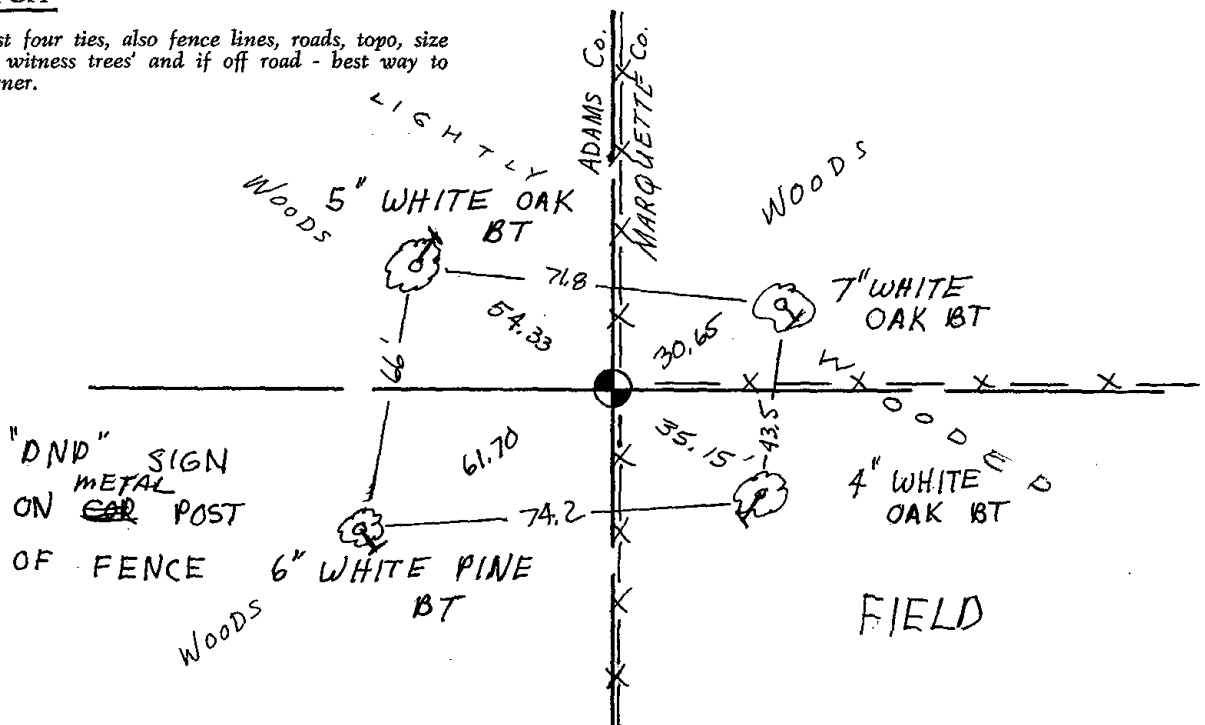 st four ties, also fence lines, roads, topo, size
witness trees' and if off road - best way to
ner.
ADAMS Co.
MARQUETTE Co.
LIGHTLY
WOODED
WOODS
5" WHITE OAK
BT
WOODS
71.8
7" WHITE
OAK BT
54.33
30.65
66'
43.5
"DNP" SIGN
ON METAL POST
OF FENCE
61.70
35.15'
4" WHITE
OAK BT
74.2
6" WHITE PINE
BT
WOODS
FIELD